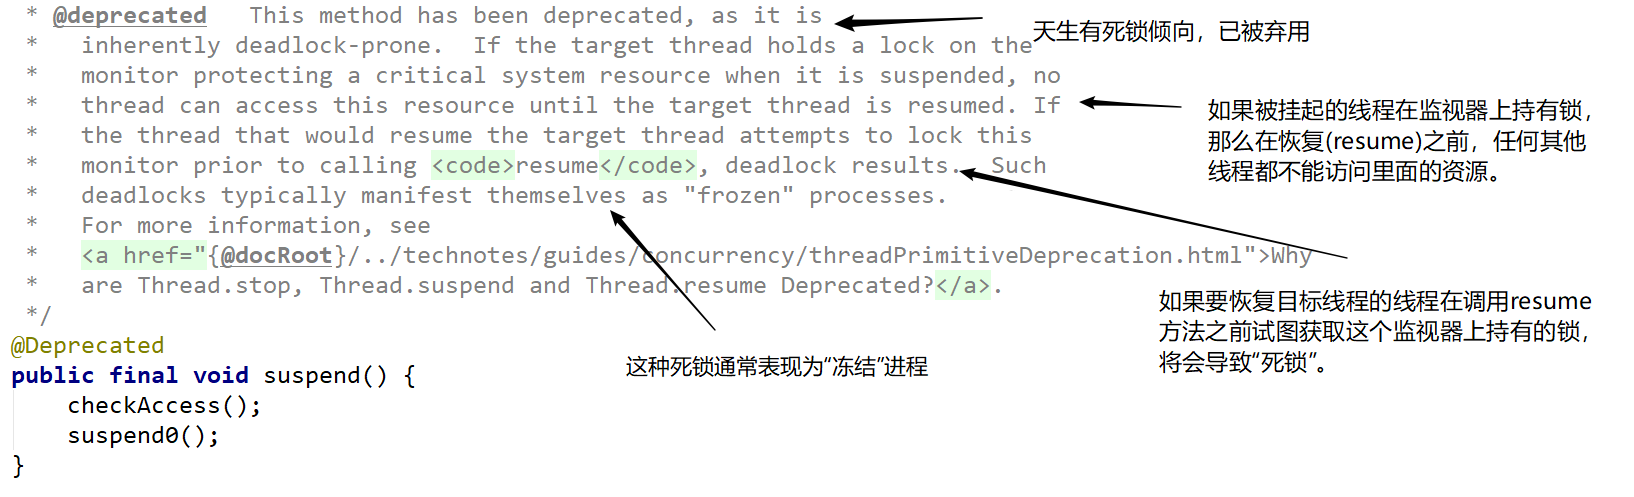 * @deprecated   This method has been deprecated, as it is
*   inherently deadlock-prone.  If the target thread holds a lock on the
*   monitor protecting a critical system resource when it is suspended, no
*   thread can access this resource until the target thread is resumed. If
*   the thread that would resume the target thread attempts to lock this
*   monitor prior to calling <code>resume</code>, deadlock results.  Such
*   deadlocks typically manifest themselves as "frozen" processes.
*   For more information, see
*   <a href="{@docRoot}/../technotes/guides/concurrency/threadPrimitiveDeprecation.html">Why
*   are Thread.stop, Thread.suspend and Thread.resume Deprecated?</a>.
*/
@Deprecated
public final void suspend() {
checkAccess();
suspend0();
}
天生有死锁倾向，已被弃用
如果被挂起的线程在监视器上持有锁，
那么在恢复(resume)之前，任何其他
线程都不能访问里面的资源。
如果要恢复目标线程的线程在调用resume
方法之前试图获取这个监视器上持有的锁，
将会导致“死锁”。
这种死锁通常表现为“冻结”进程